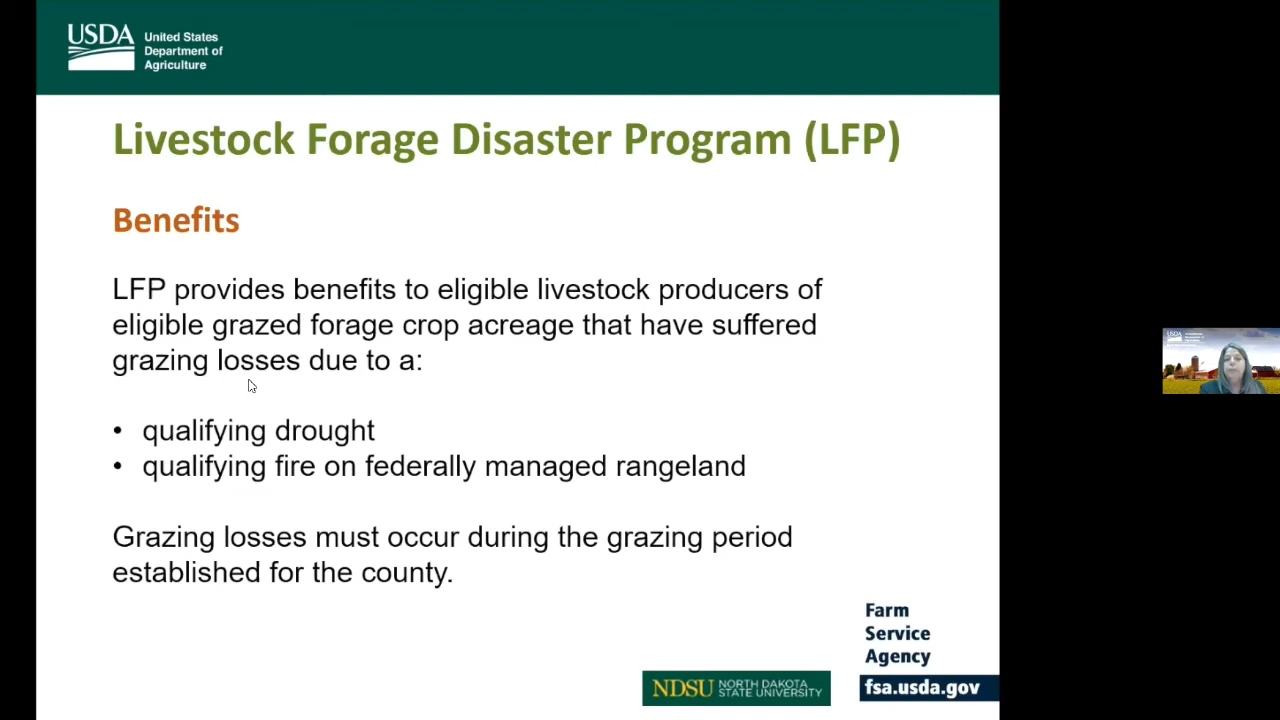 USDA
United States
Department of
Agriculture
Livestock Forage Disaster Program (LFP)
Benefits
LFP provides benefits to eligible livestock producers of
eligible grazed forage crop acreage that have suffered
grazing losses due to a:
• qualifying drought
• qualifying fire on federally managed rangeland
Grazing losses must occur during the grazing period
established for the county.
Farm
Service
Agency
fsa.usda.gov
NDSU NORTH DAKOTA
STATE UNIVERSITY
USDA